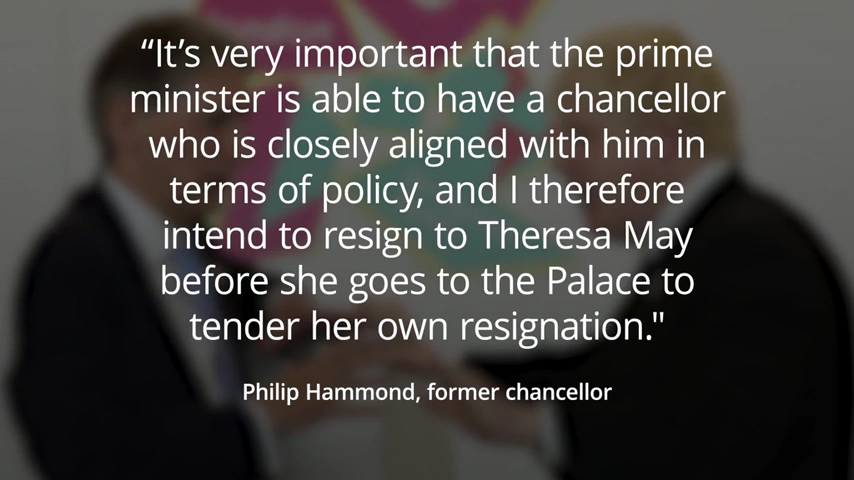 “It’s very important that the prime
minister is able to have a chancellor
who is closely aligned with him in
terms of policy, and I therefore
intend to resign to Theresa May
before she goes to the Palace to
tender her own resignation."
Philip Hammond, former chancellor